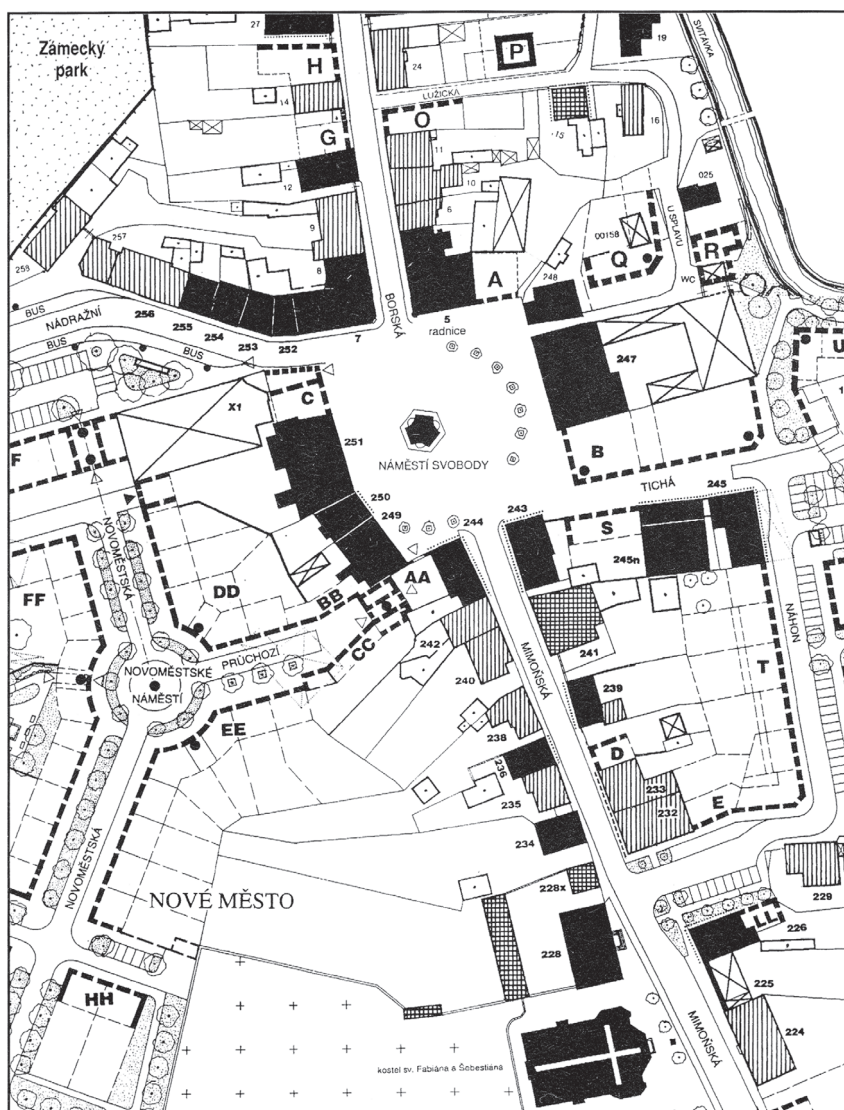 27
Zámecký
park
H
24
P
19
SVITÁVKA
14
LUŽICKÁ
O
G
11
15
16
12
10
025
6
U SPLAVU
9
257
00158
R
258
8
A
248
Q
WC
BUS
NÁDRAŽNÍ
256
255
254
253
252
7
BORSKÁ
5
radnice
BUS
BUS
247
U
X1
C
251
B
F
NÁMĚSTÍ SVOBODY
TICHÁ
245
250
249
244
243
S
245n
NOVOMĚSTSKÁ
DD
BB
AA
FF
CC
PRŮCHOZÍ
242
241
NÁHON
NOVOMĚSTSKÉ
NÁMĚSTÍ
MIMOŇSKÁ
240
239
T
EE
238
D
236
233
E
235
232
234
NOVOMĚSTSKÁ
NOVÉ MĚSTO
228x
229
LL
226
228
HH
225
224
MIMOŇSKÁ
kostel sv. Fabiána a Šebestiána